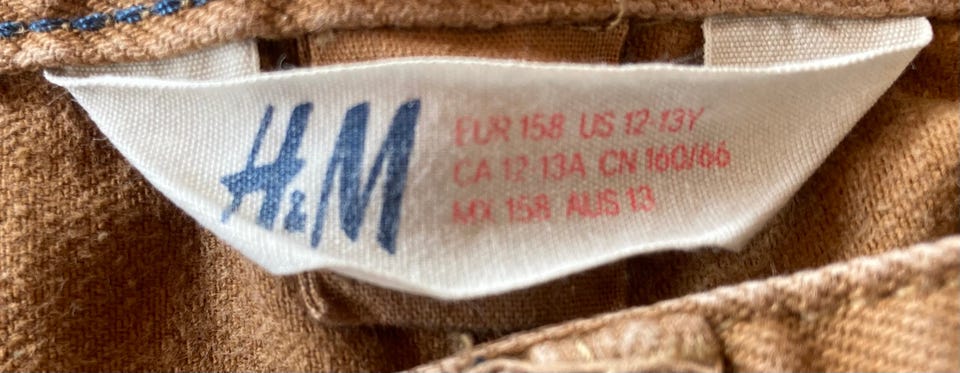 H&M
EUR 158 US 12-13Y
CA 12-13A CN 160/66
MX 158 AUS 13